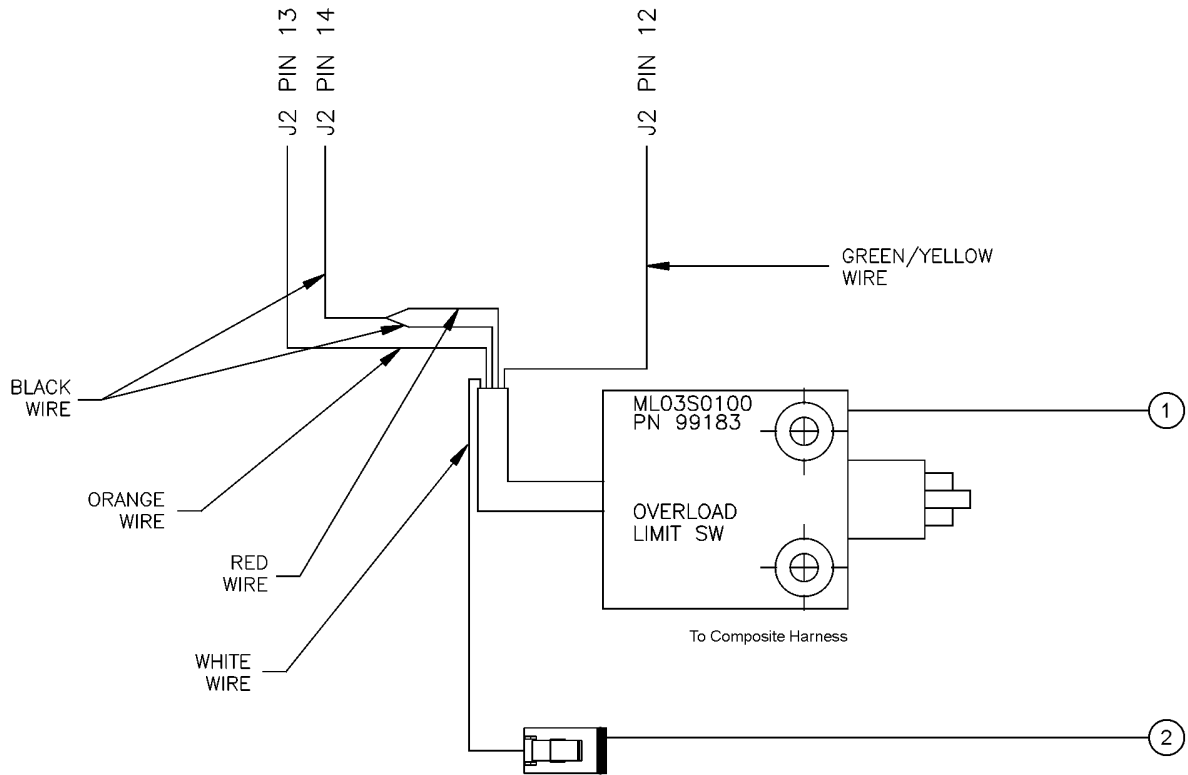 J2 PIN 13
J2 PIN 14
J2 PIN 12
GREEN/YELLOW
WIRE
BLACK
WIRE
ML03S0100
PN 99183
1
ORANGE
WIRE
OVERLOAD
LIMIT SW
RED
WIRE
To Composite Harness
WHITE
WIRE
2